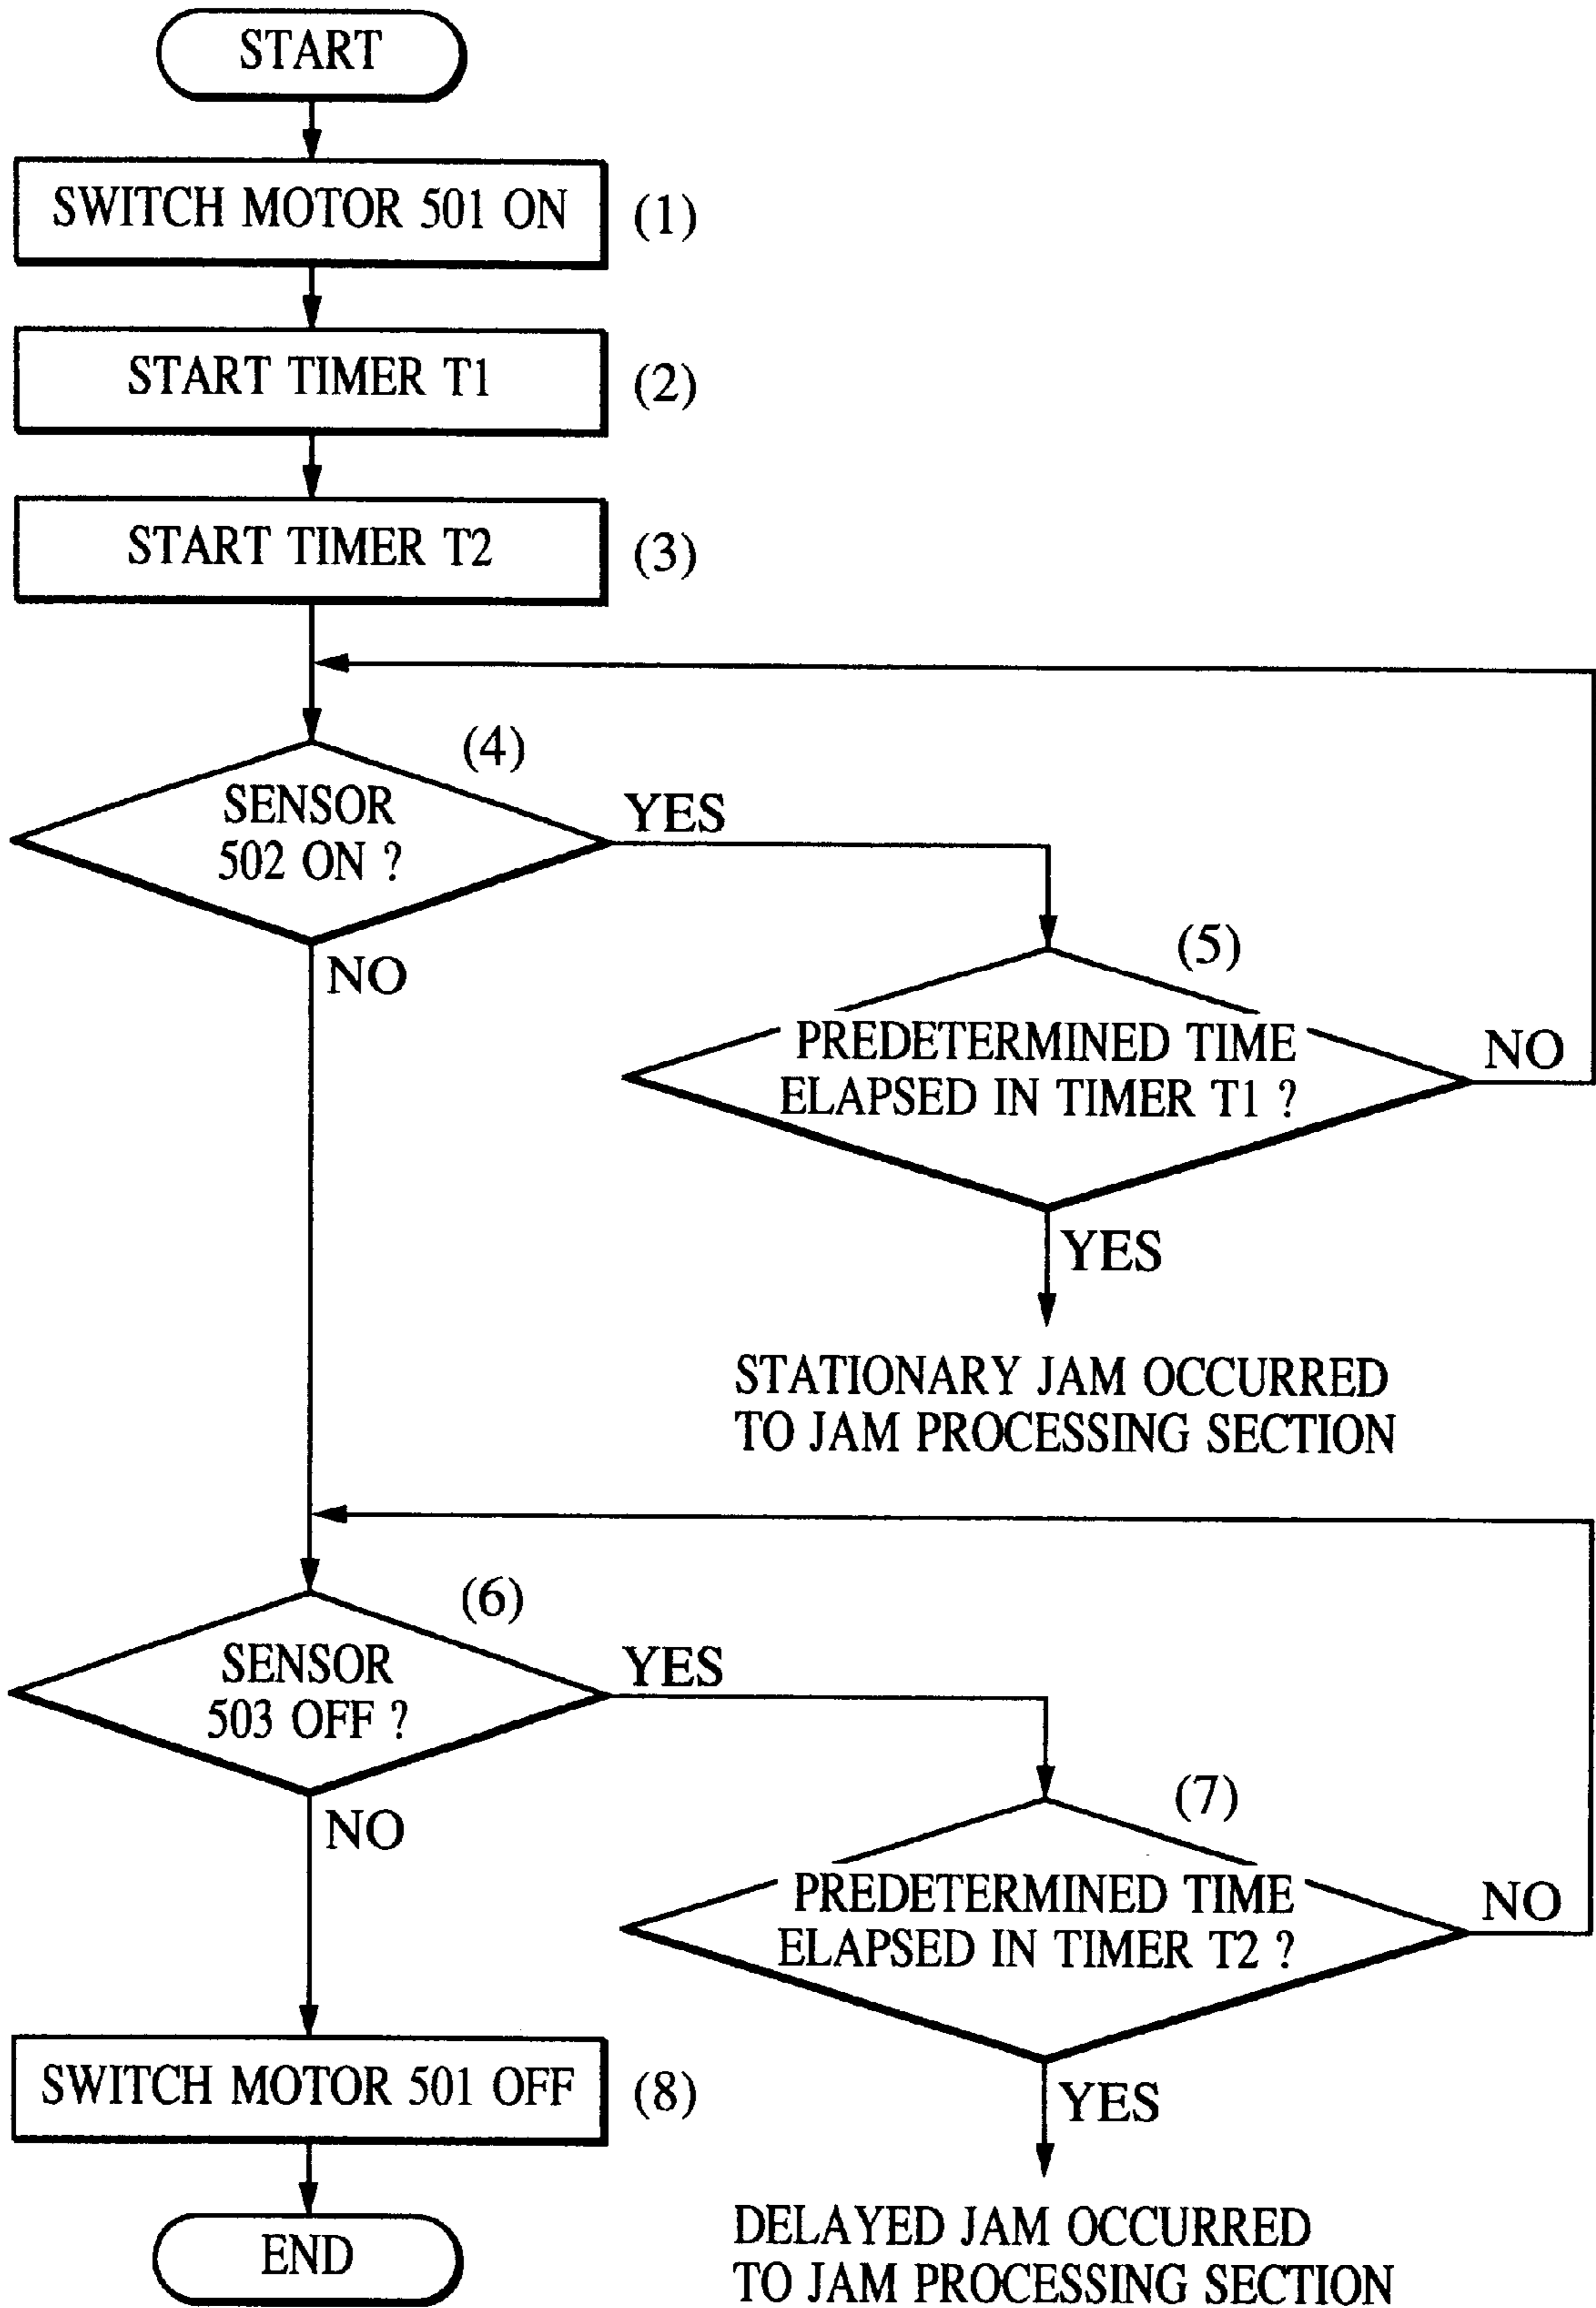 START
SWITCH MOTOR 501 ON (1)
START TIMER T1 (2)
START TIMER T2 (3)
(4)
SENSOR
502 ON ?
YES
NO
(5)
PREDETERMINED TIME
ELAPSED IN TIMER T1 ?
NO
YES
STATIONARY JAM OCCURRED
TO JAM PROCESSING SECTION
(6)
SENSOR
503 OFF ?
YES
NO
(7)
PREDETERMINED TIME
ELAPSED IN TIMER T2 ?
NO
YES
SWITCH MOTOR 501 OFF (8)
END
DELAYED JAM OCCURRED
TO JAM PROCESSING SECTION